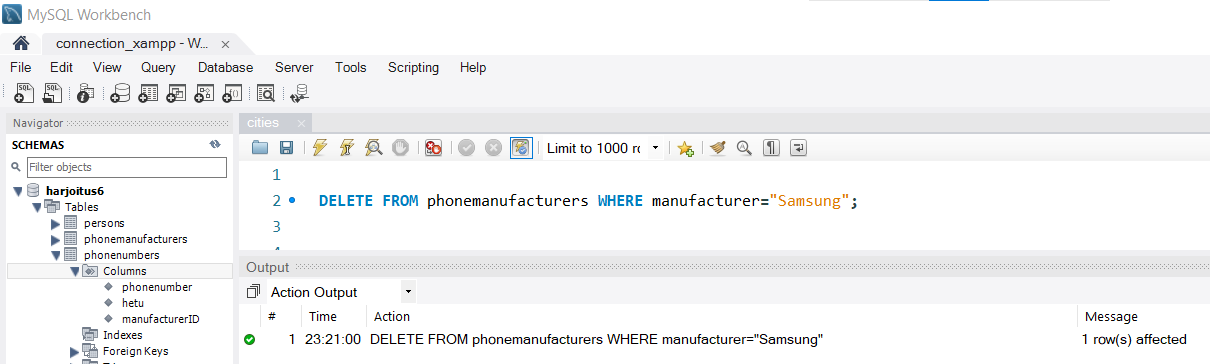 MySQL Workbench
connection_xampp - W... ×
File Edit View Query Database Server Tools Scripting Help
Navigator
SCHEMAS
Filter objects
harjoitus6
Tables
persons
phonemanufacturers
phonenumbers
Columns
phonenumber
hetu
manufacturerID
Indexes
Foreign Keys
cities ×
Limit to 1000 rc
1
2 DELETE FROM phonemanufacturers WHERE manufacturer="Samsung";
3
Output
Action Output
# Time Action Message
1 23:21:00 DELETE FROM phonemanufacturers WHERE manufacturer="Samsung" 1 row(s) affected